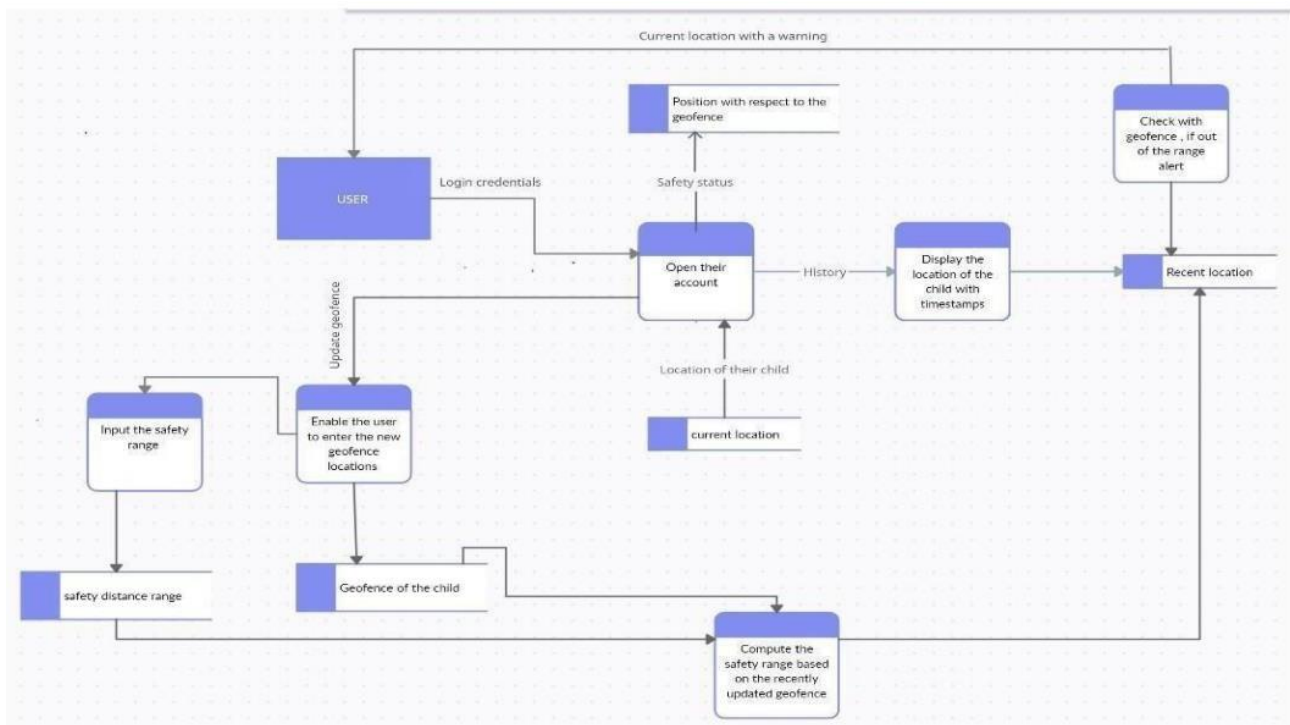 Current location with a warning
Position with respect to the
geofence
Check with
geofence , if out
of the range
alert
USER
Login credentials
Safety status
Open their
account
History
Display the
location of the
child with
timestamps
Recent location
Update geofence
Location of their child
current location
Input the safety
range
Enable the user
to enter the new
geofence
locations
safety distance range
Geofence of the child
Compute the
safety range based
on the recently
updated geofence